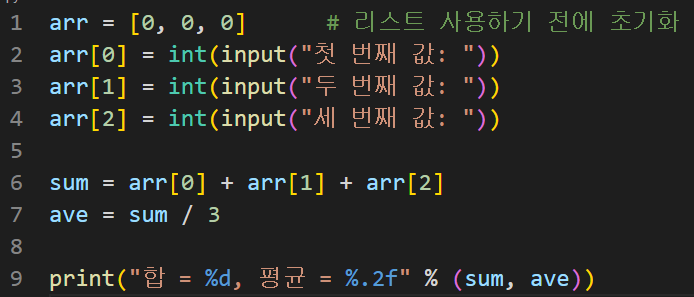 1 arr = [0, 0, 0]      # 리스트 사용하기 전에 초기화
2 arr[0] = int(input("첫 번째 값: "))
3 arr[1] = int(input("두 번째 값: "))
4 arr[2] = int(input("세 번째 값: "))
5
6 sum = arr[0] + arr[1] + arr[2]
7 ave = sum / 3
8
9 print("합 = %d, 평균 = %.2f" % (sum, ave))